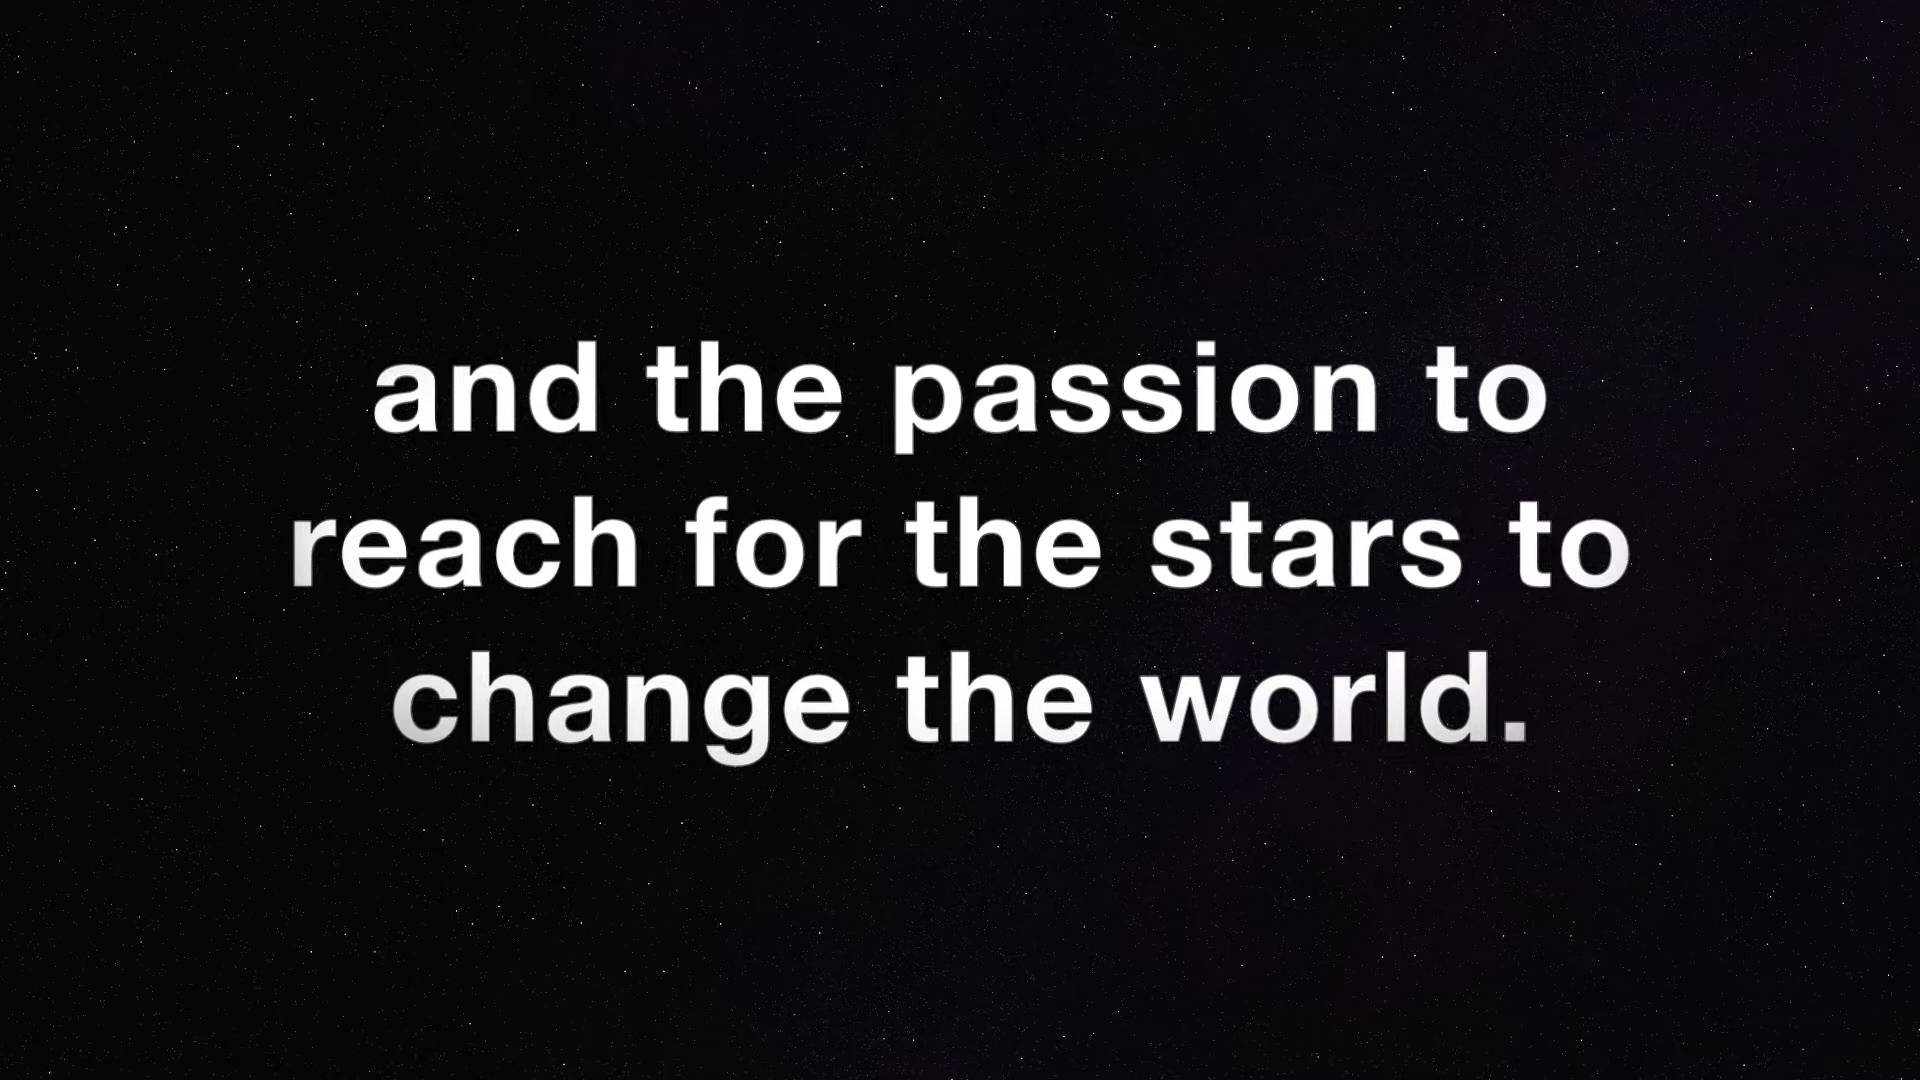 and the passion to
reach for the stars to
change the world.